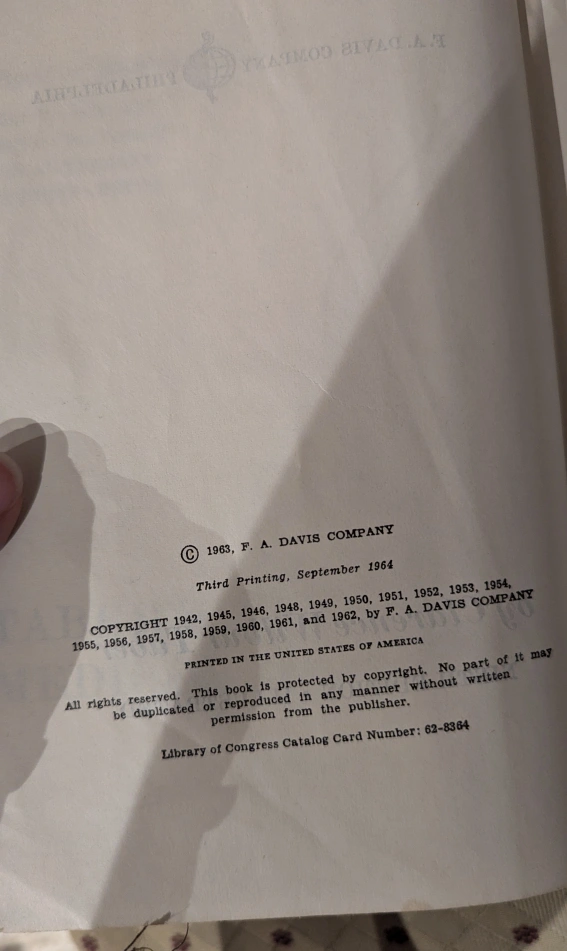 F. A. DAVIS COMPANY PHILADELPHIA
© 1963, F. A. DAVIS COMPANY
Third Printing, September 1964
COPYRIGHT 1942, 1945, 1946, 1948, 1949, 1950, 1951, 1952, 1953, 1954,
1955, 1956, 1957, 1958, 1959, 1960, 1961, and 1962, by F. A. DAVIS COMPANY
PRINTED IN THE UNITED STATES OF AMERICA
All rights reserved. This book is protected by copyright. No part of it may
be duplicated or reproduced in any manner without written
permission from the publisher.
Library of Congress Catalog Card Number: 62-8364